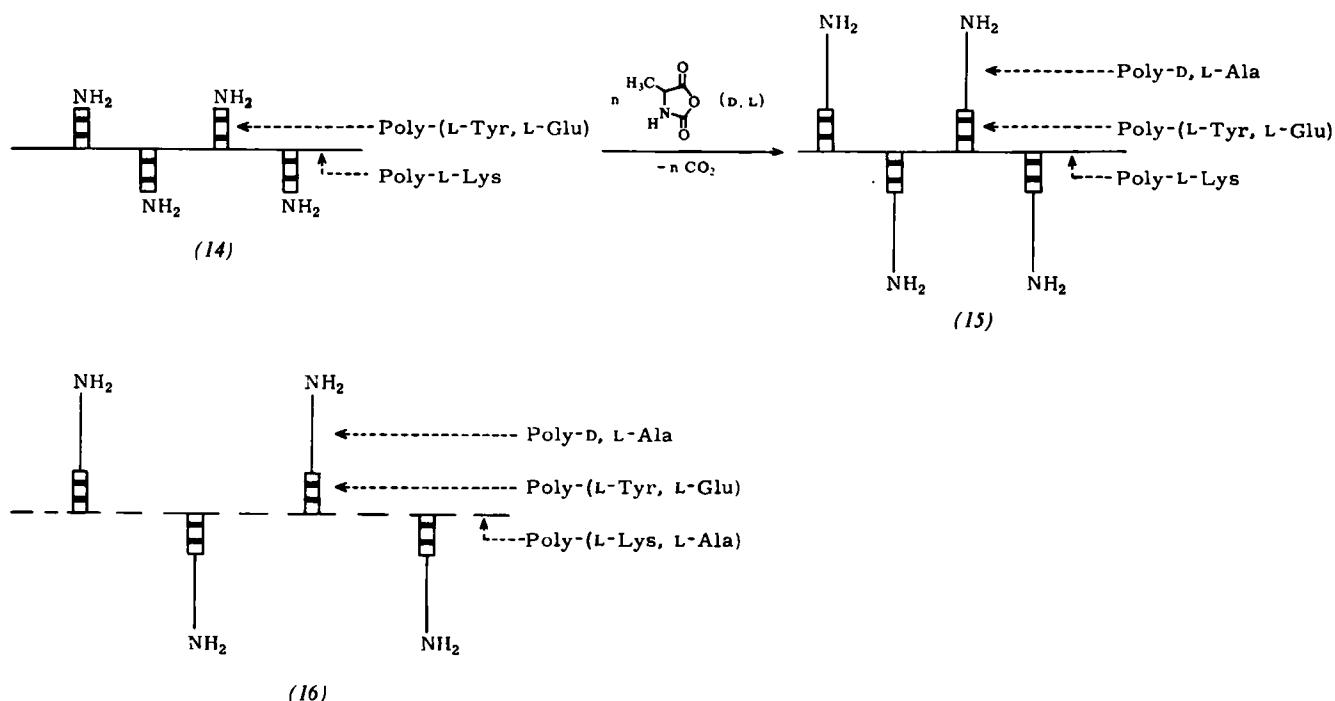 NH2 NH2
Poly-(L-Tyr, L-Glu)
Poly-L-Lys
NH2 NH2
(14)
n H3C O O N H O (D, L)
-n CO2
NH2 NH2
Poly-D, L-Ala
Poly-(L-Tyr, L-Glu)
Poly-L-Lys
NH2 NH2
(15)
NH2 NH2
Poly-D, L-Ala
Poly-(L-Tyr, L-Glu)
Poly-(L-Lys, L-Ala)
NH2 NH2
(16)